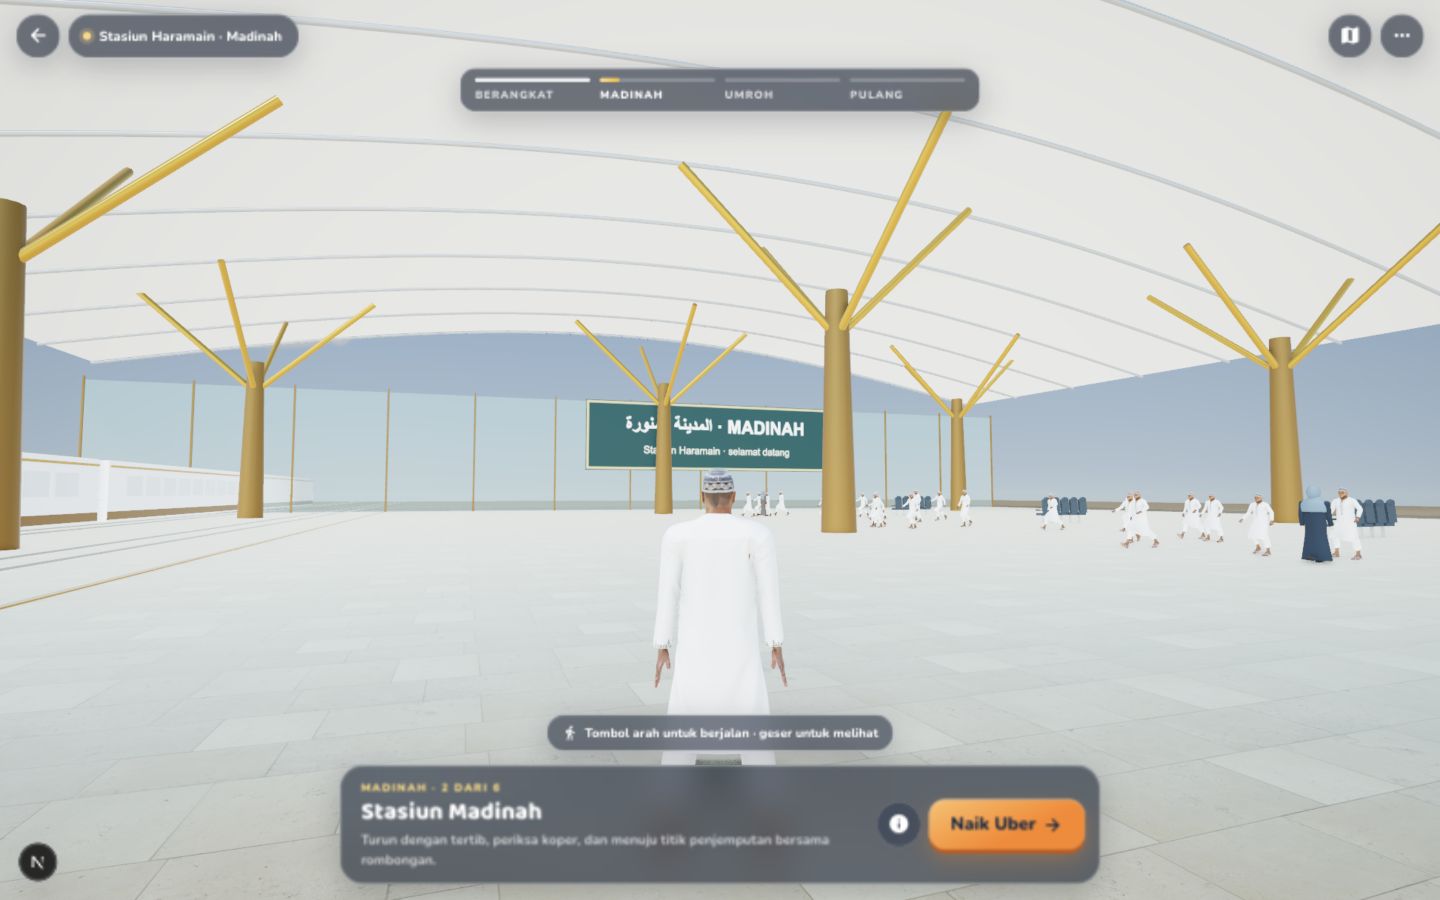 Stasiun Haramain · Madinah
BERANGKAT
MADINAH
UMROH
PULANG
المدينة · MADINAH
Haramain · selamat datang
Tombol arah untuk berjalan · geser untuk melihat
MADINAH · 2 DARI 6
Stasiun Madinah
Turun dengan tertib, periksa koper, dan menuju titik penjemputan bersama
rombongan.
Naik Uber →
N